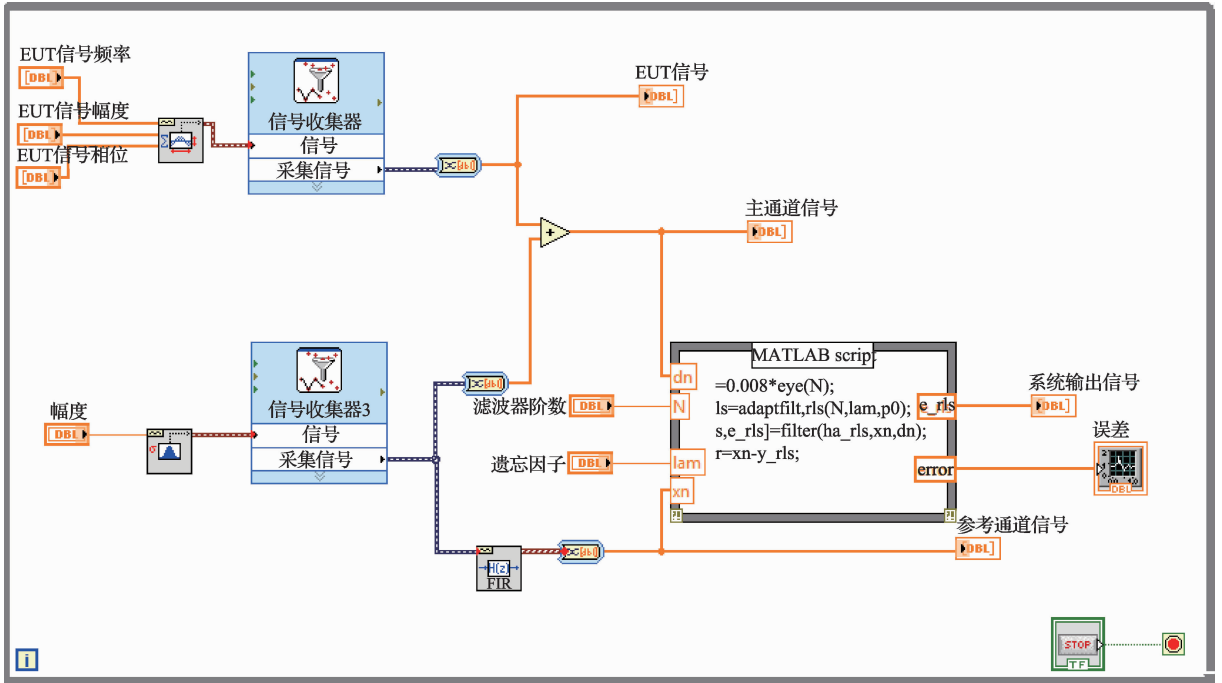 EUT信号频率
[DBL]
EUT信号幅度
[DBL]
EUT信号相位
[DBL]
信号收集器
信号
采集信号
EUT信号
DBL]
主通道信号
DBL]
幅度
DBL
信号收集器3
信号
采集信号
滤波器阶数
DBL
遗忘因子
DBL
H(z)
FIR
MATLAB script
dn
N
lam
xn
=0.008*eye(N);
ls=adaptfilt,rls(N,lam,p0);
s,e_rls]=filter(ha_rls,xn,dn);
r=xn-y_rls;
e_rls
error
系统输出信号
DBL]
误差
DBL
参考通道信号
DBL]
i
STOP
TF